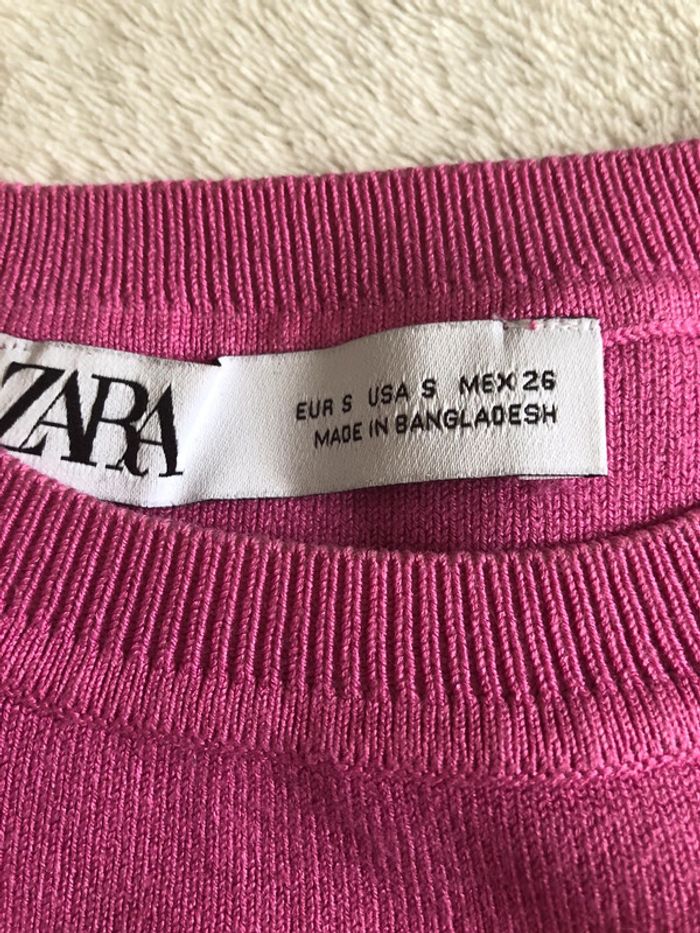 ZARA
EUR S USA S MEX 26
MADE IN BANGLADESH